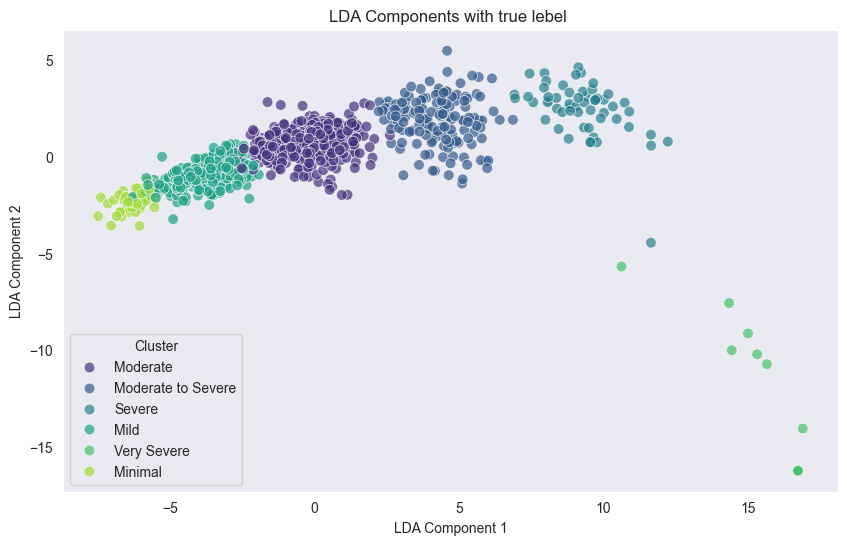 LDA Components with true lebel
5
0
−5
−10
−15
LDA Component 2
Cluster
Moderate
Moderate to Severe
Severe
Mild
Very Severe
Minimal
−5
0
5
10
15
LDA Component 1